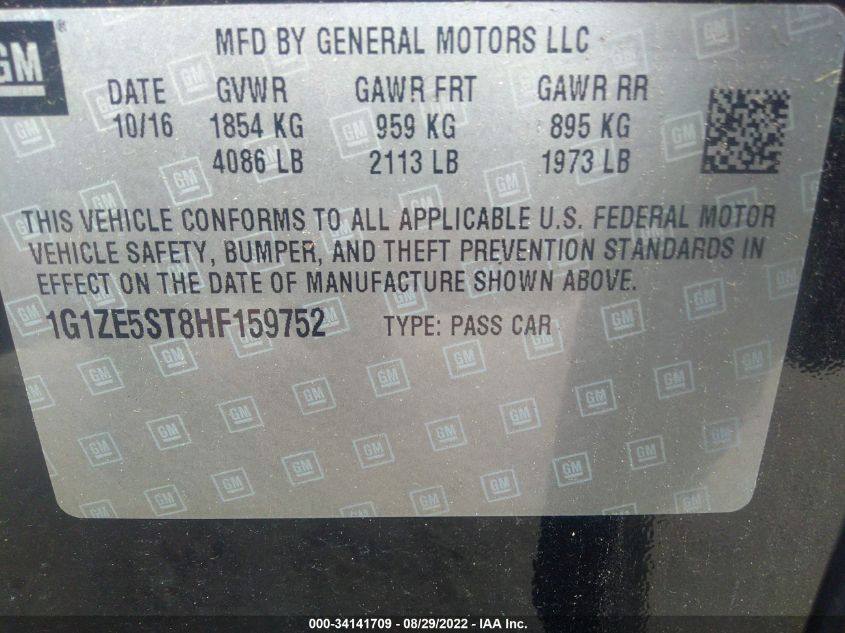 GM ®
MFD BY GENERAL MOTORS LLC
DATE GVWR GAWR FRT GAWR RR
10/16 1854 KG 959 KG 895 KG
4086 LB 2113 LB 1973 LB
THIS VEHICLE CONFORMS TO ALL APPLICABLE U.S. FEDERAL MOTOR
VEHICLE SAFETY, BUMPER, AND THEFT PREVENTION STANDARDS IN
EFFECT ON THE DATE OF MANUFACTURE SHOWN ABOVE.
1G1ZE5ST8HF159752 TYPE: PASS CAR
000-34141709 - 08/29/2022 - IAA Inc.